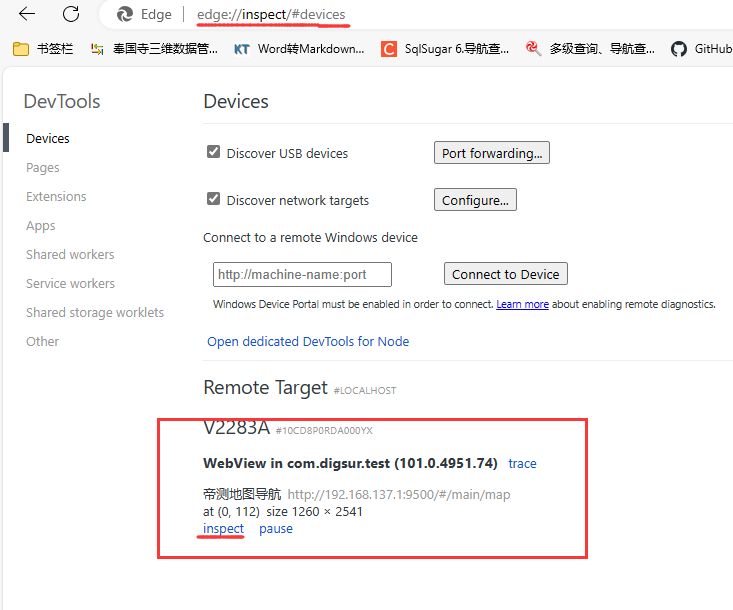 Edge edge://inspect/#devices
书签栏 奉国寺三维数据管... KT Word转Markdown... C SqlSugar 6.导航查... 多级查询、导航查... GitHub
DevTools
Devices
Pages
Extensions
Apps
Shared workers
Service workers
Shared storage worklets
Other
Devices
Discover USB devices Port forwarding...
Discover network targets Configure...
Connect to a remote Windows device
http://machine-name:port Connect to Device
Windows Device Portal must be enabled in order to connect. Learn more about enabling remote diagnostics.
Open dedicated DevTools for Node
Remote Target #LOCALHOST
V2283A #10CD8P0RDA000YX
WebView in com.digsur.test (101.0.4951.74) trace
帝测地图导航 http://192.168.137.1:9500/#/main/map
at (0, 112) size 1260 × 2541
inspect pause